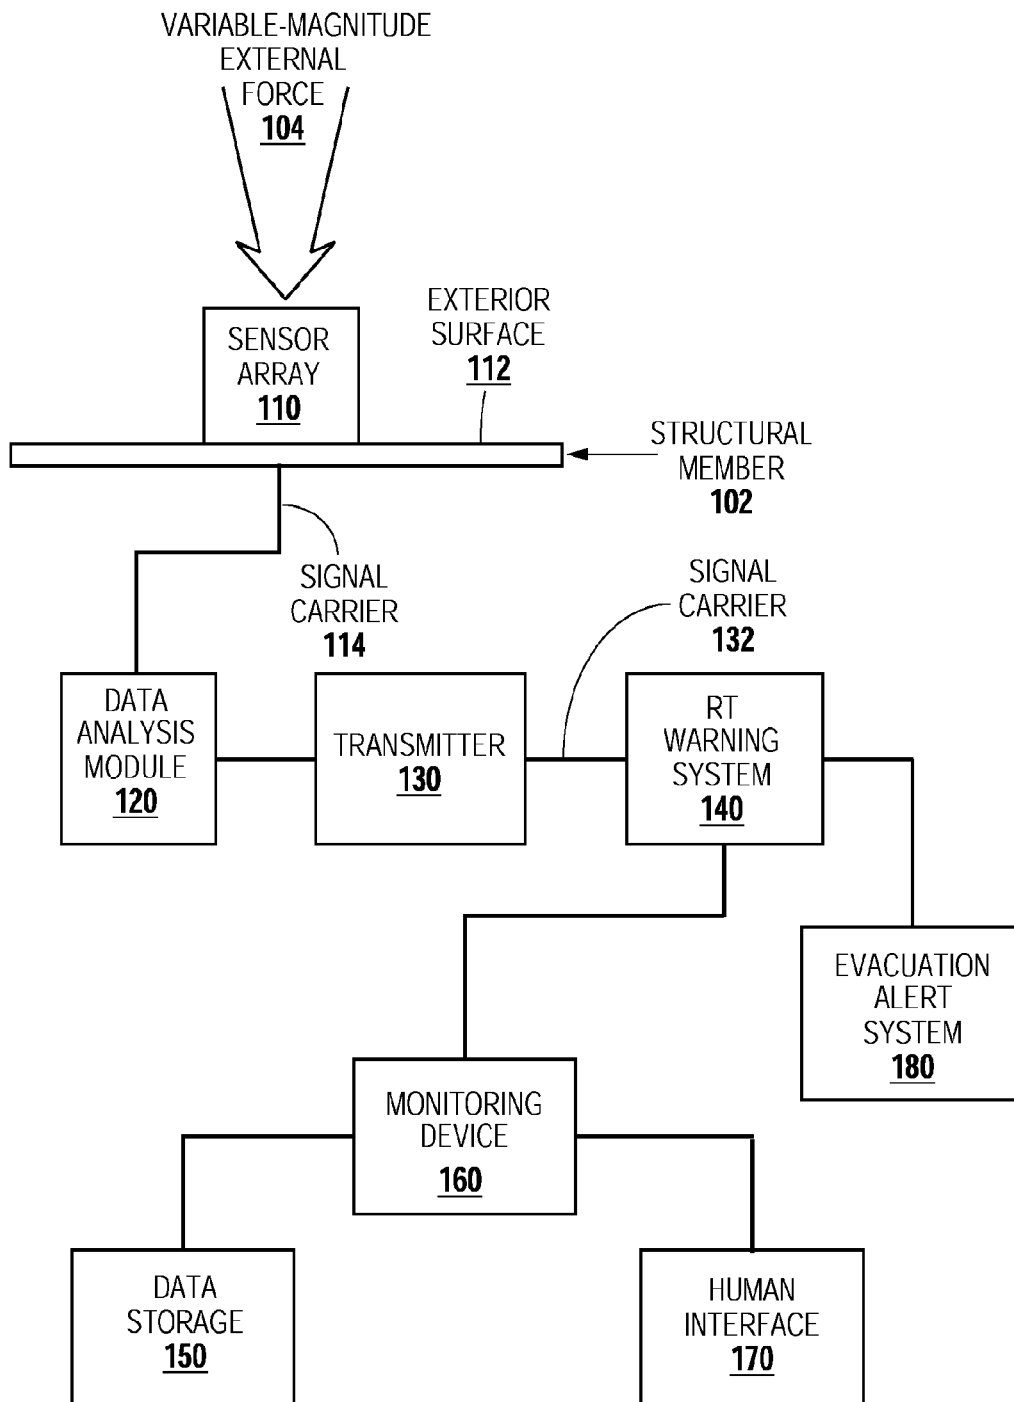 VARIABLE-MAGNITUDE
EXTERNAL
FORCE
104
SENSOR
ARRAY
110
EXTERIOR
SURFACE
112
STRUCTURAL
MEMBER
102
SIGNAL
CARRIER
114
SIGNAL
CARRIER
132
DATA
ANALYSIS
MODULE
120
TRANSMITTER
130
RT
WARNING
SYSTEM
140
EVACUATION
ALERT
SYSTEM
180
MONITORING
DEVICE
160
DATA
STORAGE
150
HUMAN
INTERFACE
170